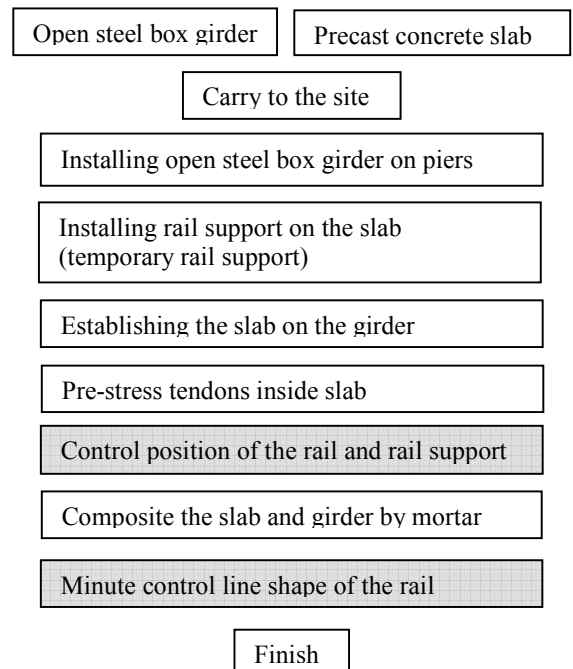 Open steel box girder
Precast concrete slab
Carry to the site
Installing open steel box girder on piers
Installing rail support on the slab
(temporary rail support)
Establishing the slab on the girder
Pre-stress tendons inside slab
Control position of the rail and rail support
Composite the slab and girder by mortar
Minute control line shape of the rail
Finish